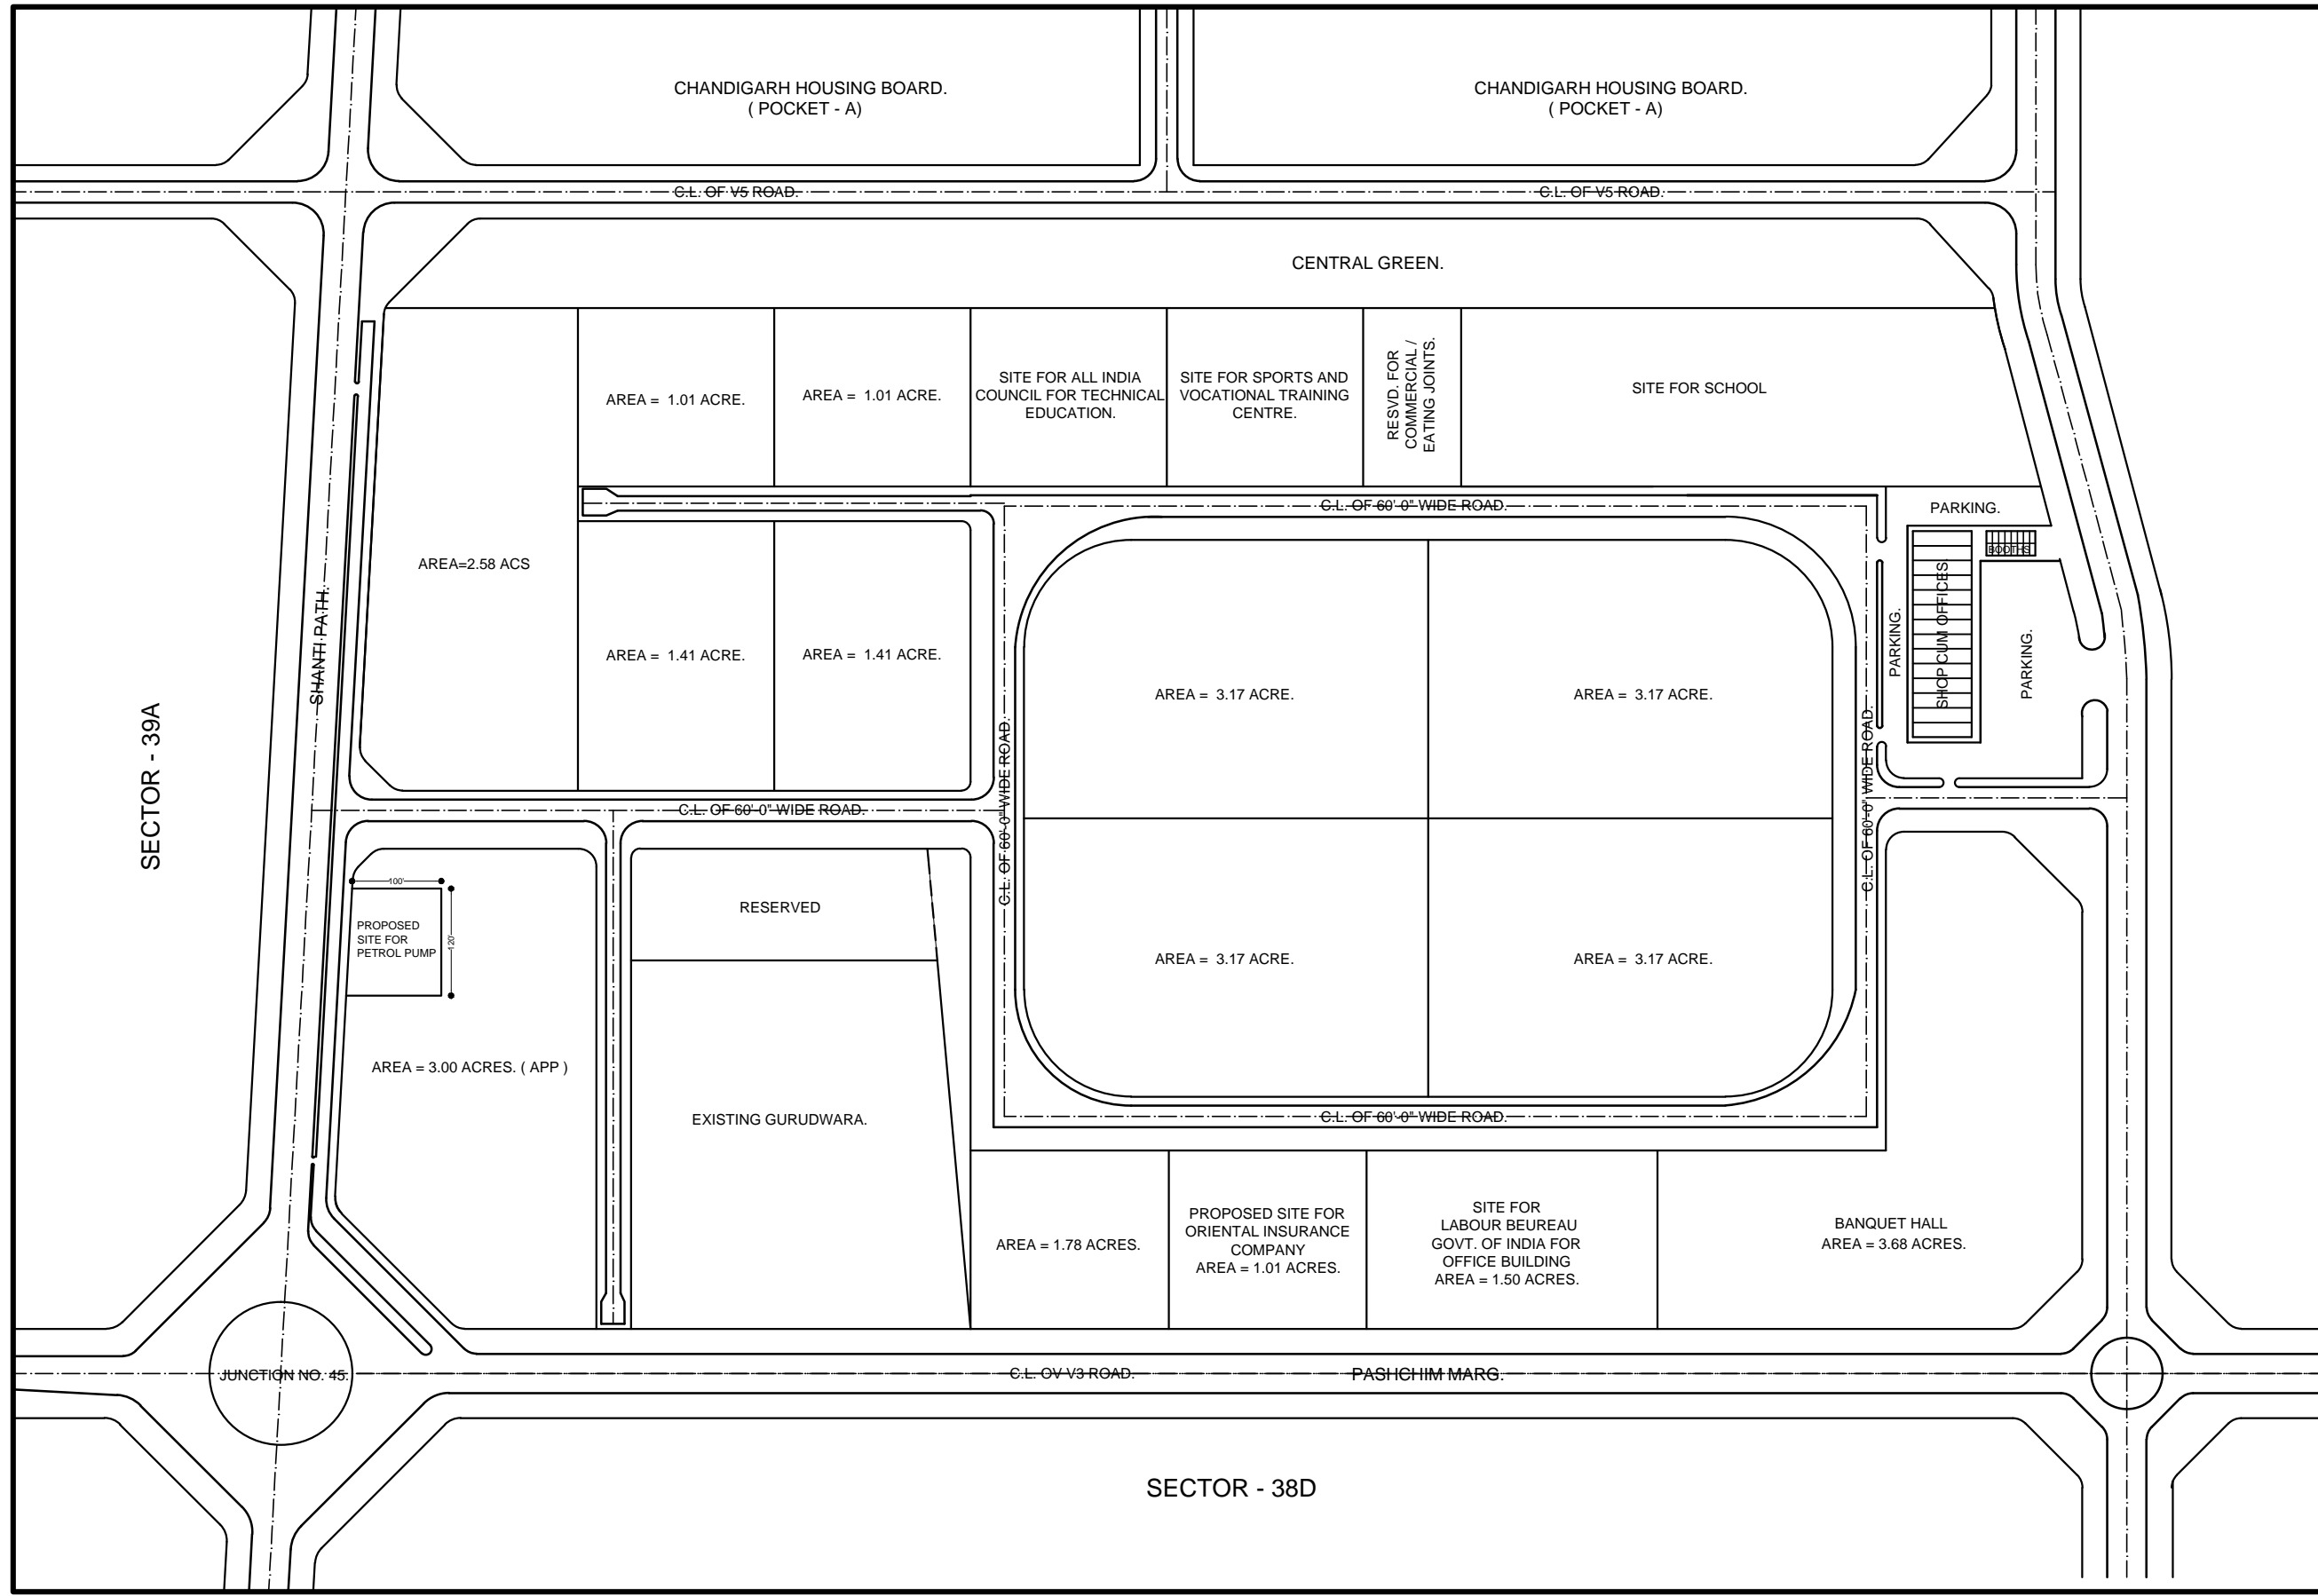 CHANDIGARH HOUSING BOARD.
( POCKET - A)
CHANDIGARH HOUSING BOARD.
( POCKET - A)
C.L. OF V5 ROAD.
C.L. OF V5 ROAD.
CENTRAL GREEN.
AREA = 1.01 ACRE.
AREA = 1.01 ACRE.
SITE FOR ALL INDIA
COUNCIL FOR TECHNICAL
EDUCATION.
SITE FOR SPORTS AND
VOCATIONAL TRAINING
CENTRE.
RESVD. FOR
COMMERCIAL /
EATING JOINTS.
SITE FOR SCHOOL
C.L. OF 60'-0" WIDE ROAD.
PARKING.
BOOTHS
SHOP CUM OFFICES
PARKING.
PARKING.
AREA=2.58 ACS
SHANTI PATH.
AREA = 1.41 ACRE.
AREA = 1.41 ACRE.
AREA = 3.17 ACRE.
AREA = 3.17 ACRE.
SECTOR - 39A
C.L. OF 60'-0" WIDE ROAD.
C.L. OF 60'-0" WIDE ROAD.
C.L. OF 60'-0" WIDE ROAD.
100'
120'
PROPOSED
SITE FOR
PETROL PUMP
RESERVED
AREA = 3.17 ACRE.
AREA = 3.17 ACRE.
AREA = 3.00 ACRES. ( APP )
EXISTING GURUDWARA.
C.L. OF 60'-0" WIDE ROAD.
AREA = 1.78 ACRES.
PROPOSED SITE FOR
ORIENTAL INSURANCE
COMPANY
AREA = 1.01 ACRES.
SITE FOR
LABOUR BEUREAU
GOVT. OF INDIA FOR
OFFICE BUILDING
AREA = 1.50 ACRES.
BANQUET HALL
AREA = 3.68 ACRES.
JUNCTION NO. 45.
C.L. OV V3 ROAD.
PASHCHIM MARG.
SECTOR - 38D